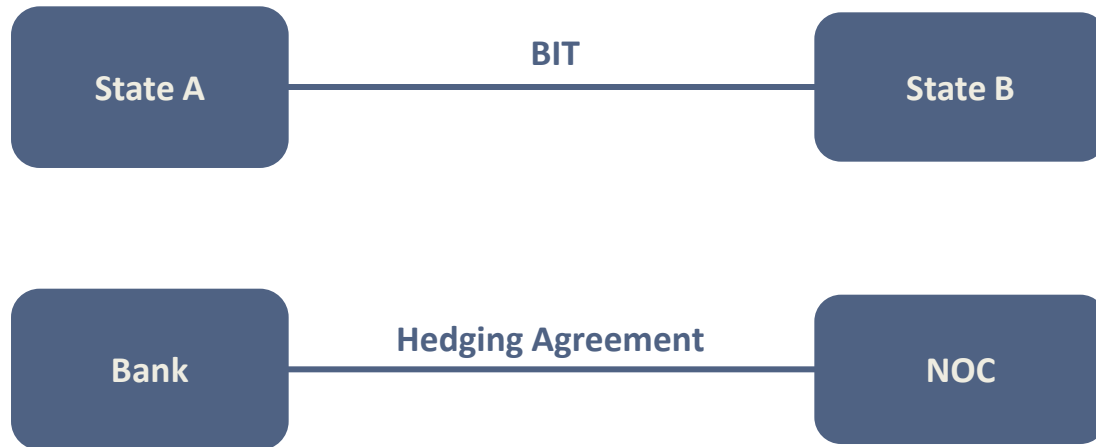 State A
BIT
State B
Bank
Hedging Agreement
NOC